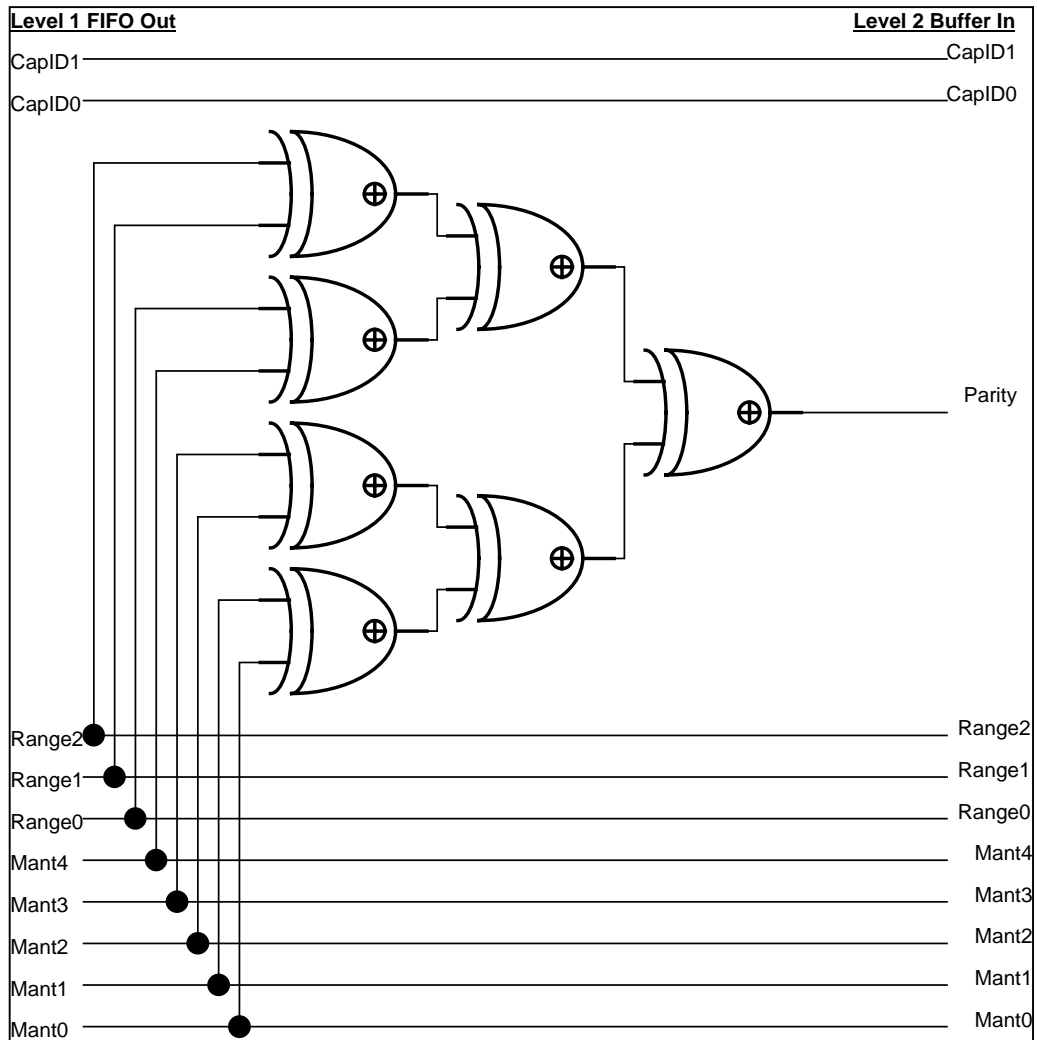 Level 1 FIFO Out Level 2 Buffer In
CapID1 CapID1
CapID0 CapID0
Parity
Range2 Range2
Range1 Range1
Range0 Range0
Mant4 Mant4
Mant3 Mant3
Mant2 Mant2
Mant1 Mant1
Mant0 Mant0